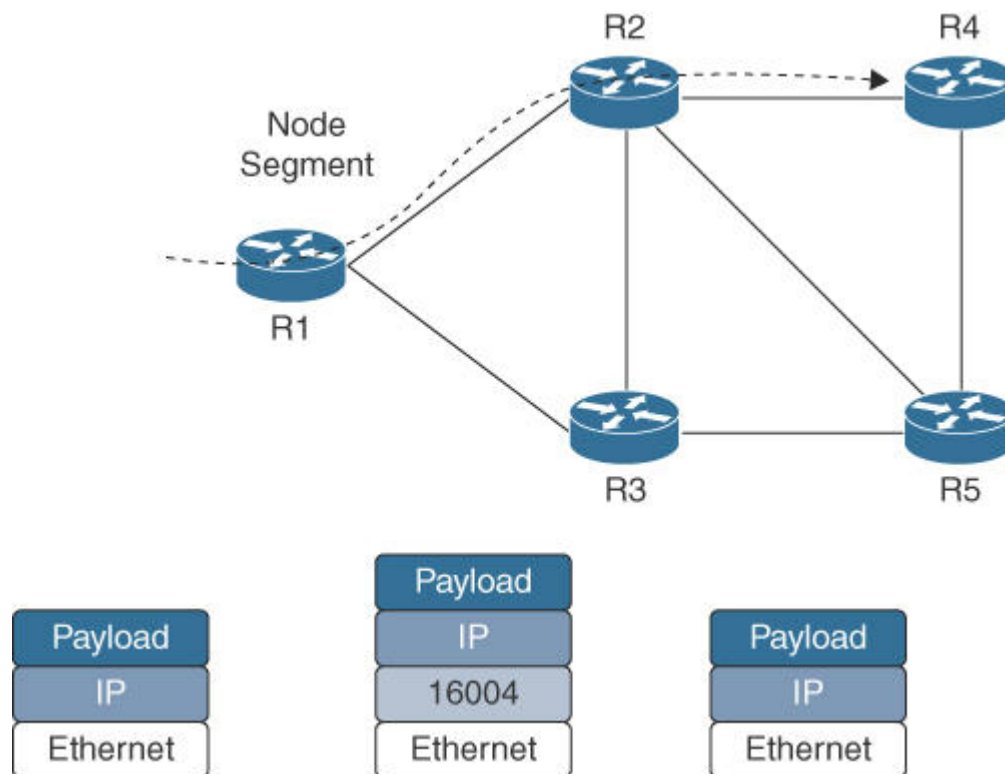 R2
R4
Node
Segment
R1
R3
R5
Payload
IP
Ethernet
Payload
IP
16004
Ethernet
Payload
IP
Ethernet